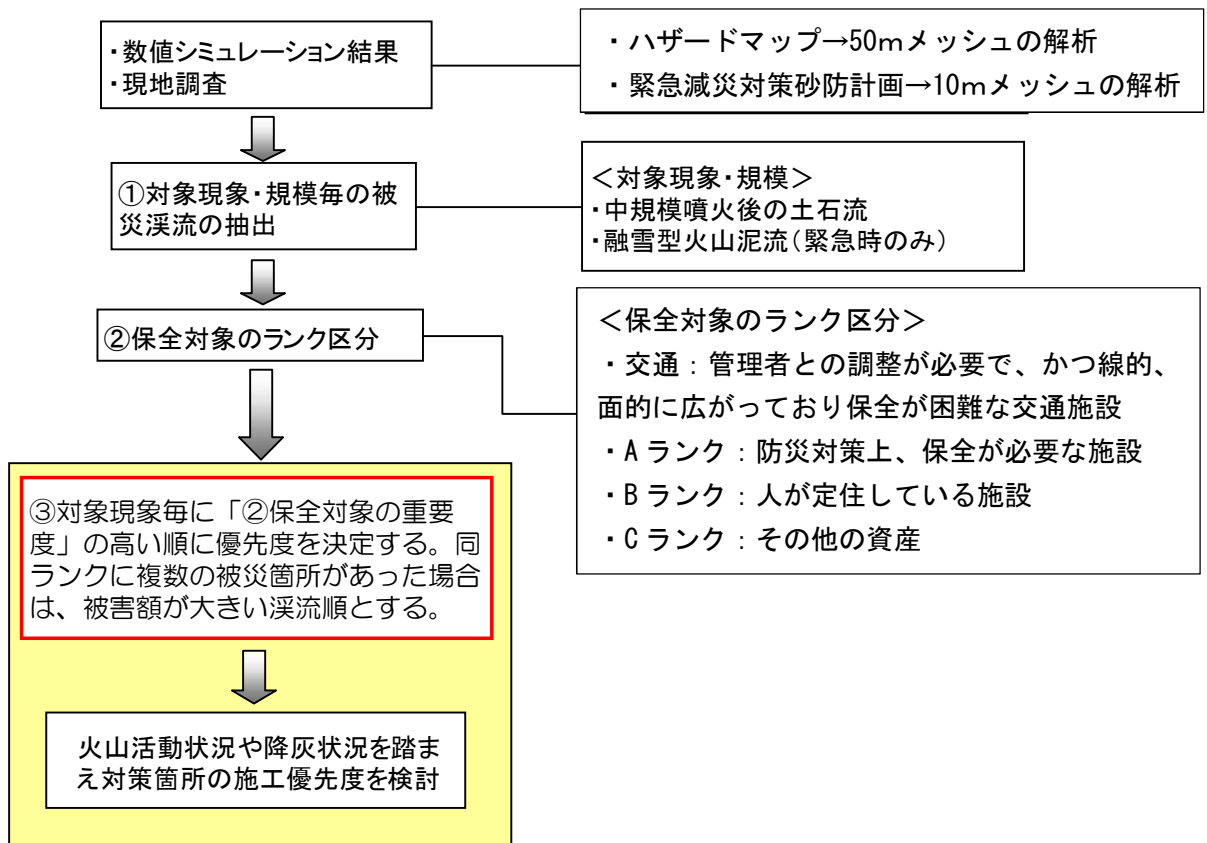 ・数値シミュレーション結果
・現地調査
・ハザードマップ→50mメッシュの解析
・緊急減災対策砂防計画→10mメッシュの解析
①対象現象・規模毎の被
災渓流の抽出
＜対象現象・規模＞
・中規模噴火後の土石流
・融雪型火山泥流（緊急時のみ）
②保全対象のランク区分
＜保全対象のランク区分＞
・交通：管理者との調整が必要で、かつ線的、
面的に広がっており保全が困難な交通施設
・Aランク：防災対策上、保全が必要な施設
・Bランク：人が定住している施設
・Cランク：その他の資産
③対象現象毎に「②保全対象の重要
度」の高い順に優先度を決定する。同
ランクに複数の被災箇所があった場合
は、被害額が大きい渓流順とする。
火山活動状況や降灰状況を踏ま
え対策箇所の施工優先度を検討